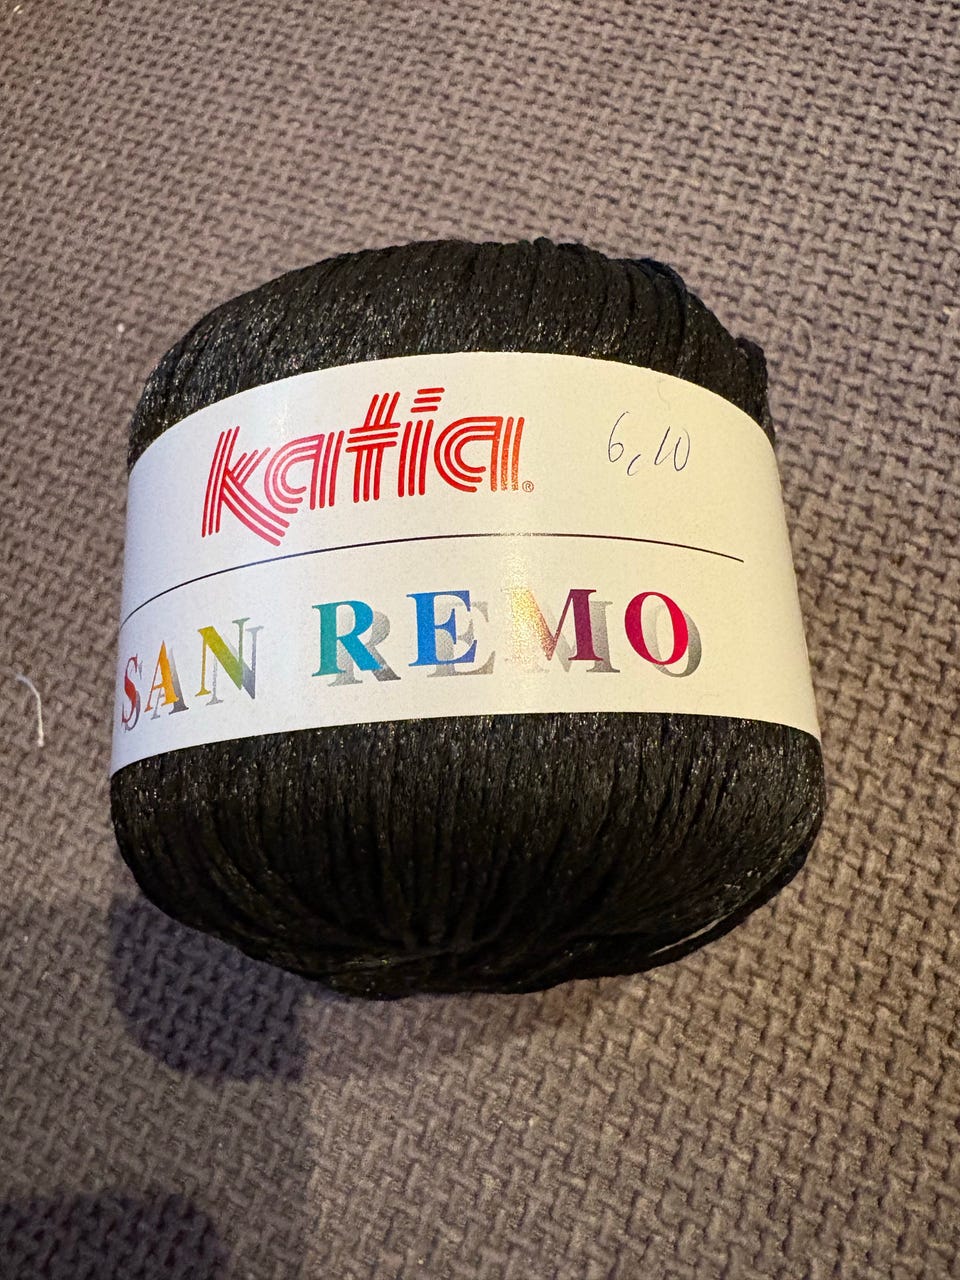 katia®
6,10
SAN REMO